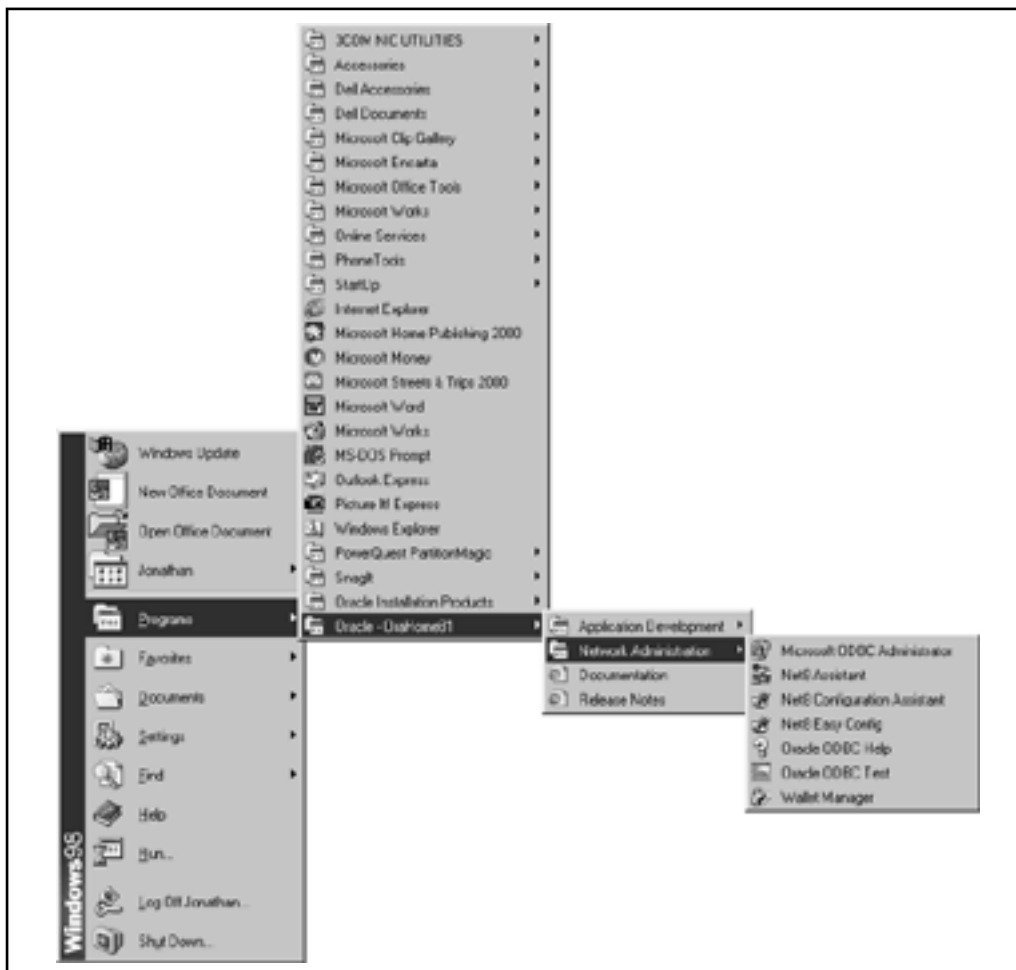 3COM NIC UTILITIES
Accessories
Dell Accessories
Dell Documents
Microsoft Clip Gallery
Microsoft Encarta
Microsoft Office Tools
Microsoft Works
Online Services
PhoneTools
StartUp
Internet Explorer
Microsoft Home Publishing 2000
Microsoft Money
Microsoft Streets & Trips 2000
Microsoft Word
Microsoft Works
MS-DOS Prompt
Outlook Express
Picture It! Express
Windows Explorer
PowerQuest PartitionMagic
SnagIt
Oracle Installation Products
Oracle - OraHome81
Windows Update
New Office Document
Open Office Document
Jonathan
Programs
Favorites
Documents
Settings
Find
Help
Run...
Log Off Jonathan...
Shut Down...
Windows98
Application Development
Network Administration
Documentation
Release Notes
Microsoft ODBC Administrator
Net8 Assistant
Net8 Configuration Assistant
Net8 Easy Config
Oracle ODBC Help
Oracle ODBC Test
Wallet Manager